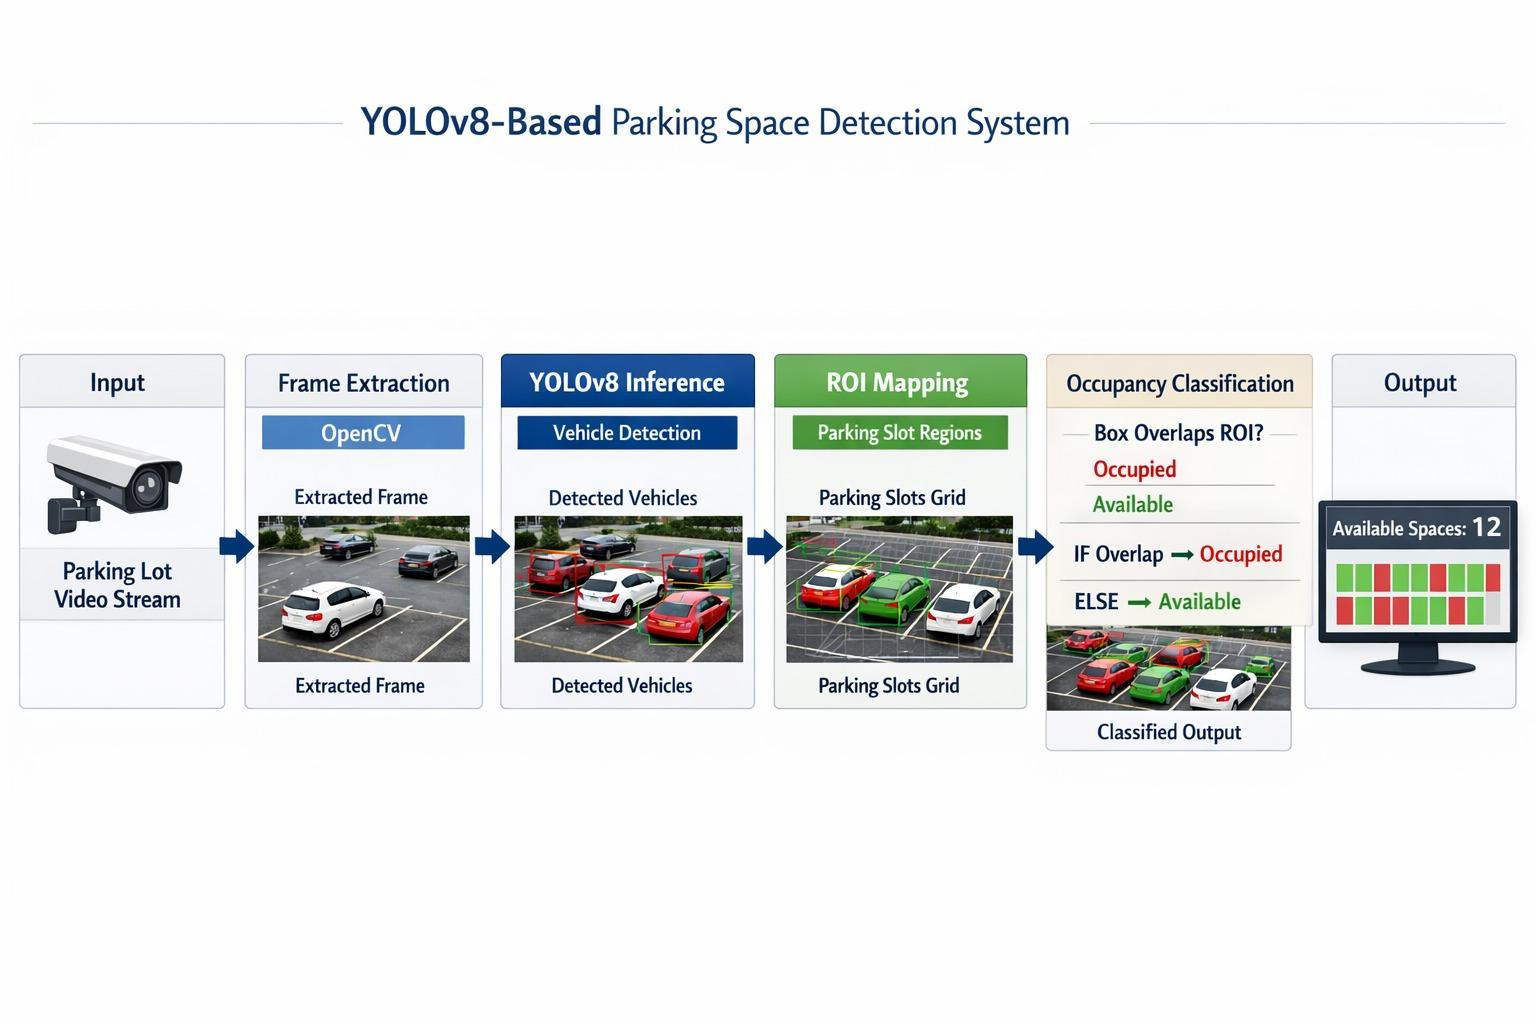 YOLOv8-Based Parking Space Detection System
Input
Parking Lot
Video Stream
Frame Extraction
OpenCV
Extracted Frame
Extracted Frame
YOLOv8 Inference
Vehicle Detection
Detected Vehicles
Detected Vehicles
ROI Mapping
Parking Slot Regions
Parking Slots Grid
Parking Slots Grid
Occupancy Classification
Box Overlaps ROI?
Occupied
Available
IF Overlap → Occupied
ELSE → Available
Classified Output
Output
Available Spaces: 12